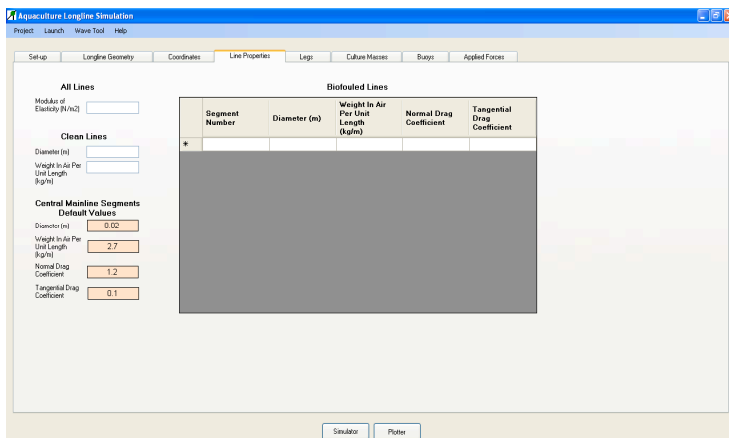 Aquaculture Longline Simulation
Project Launch Wave Tool Help
Set-up Longline Geometry Coordinates Line Properties Legs Culture Masses Buoys Applied Forces
All Lines
Modulus of
Elasticity (N/m2)
Clean Lines
Diameter (m)
Weight In Air Per
Unit Length
(kg/m)
Central Mainline Segments
Default Values
Diameter (m) 0.02
Weight In Air Per
Unit Length
(kg/m)
2.7
Normal Drag
Coefficient
1.2
Tangential Drag
Coefficient
0.1
Biofouled Lines
Segment
Number
Diameter (m)
Weight In Air
Per Unit
Length
(kg/m)
Normal Drag
Coefficient
Tangential
Drag
Coefficient
*
Simulator Plotter